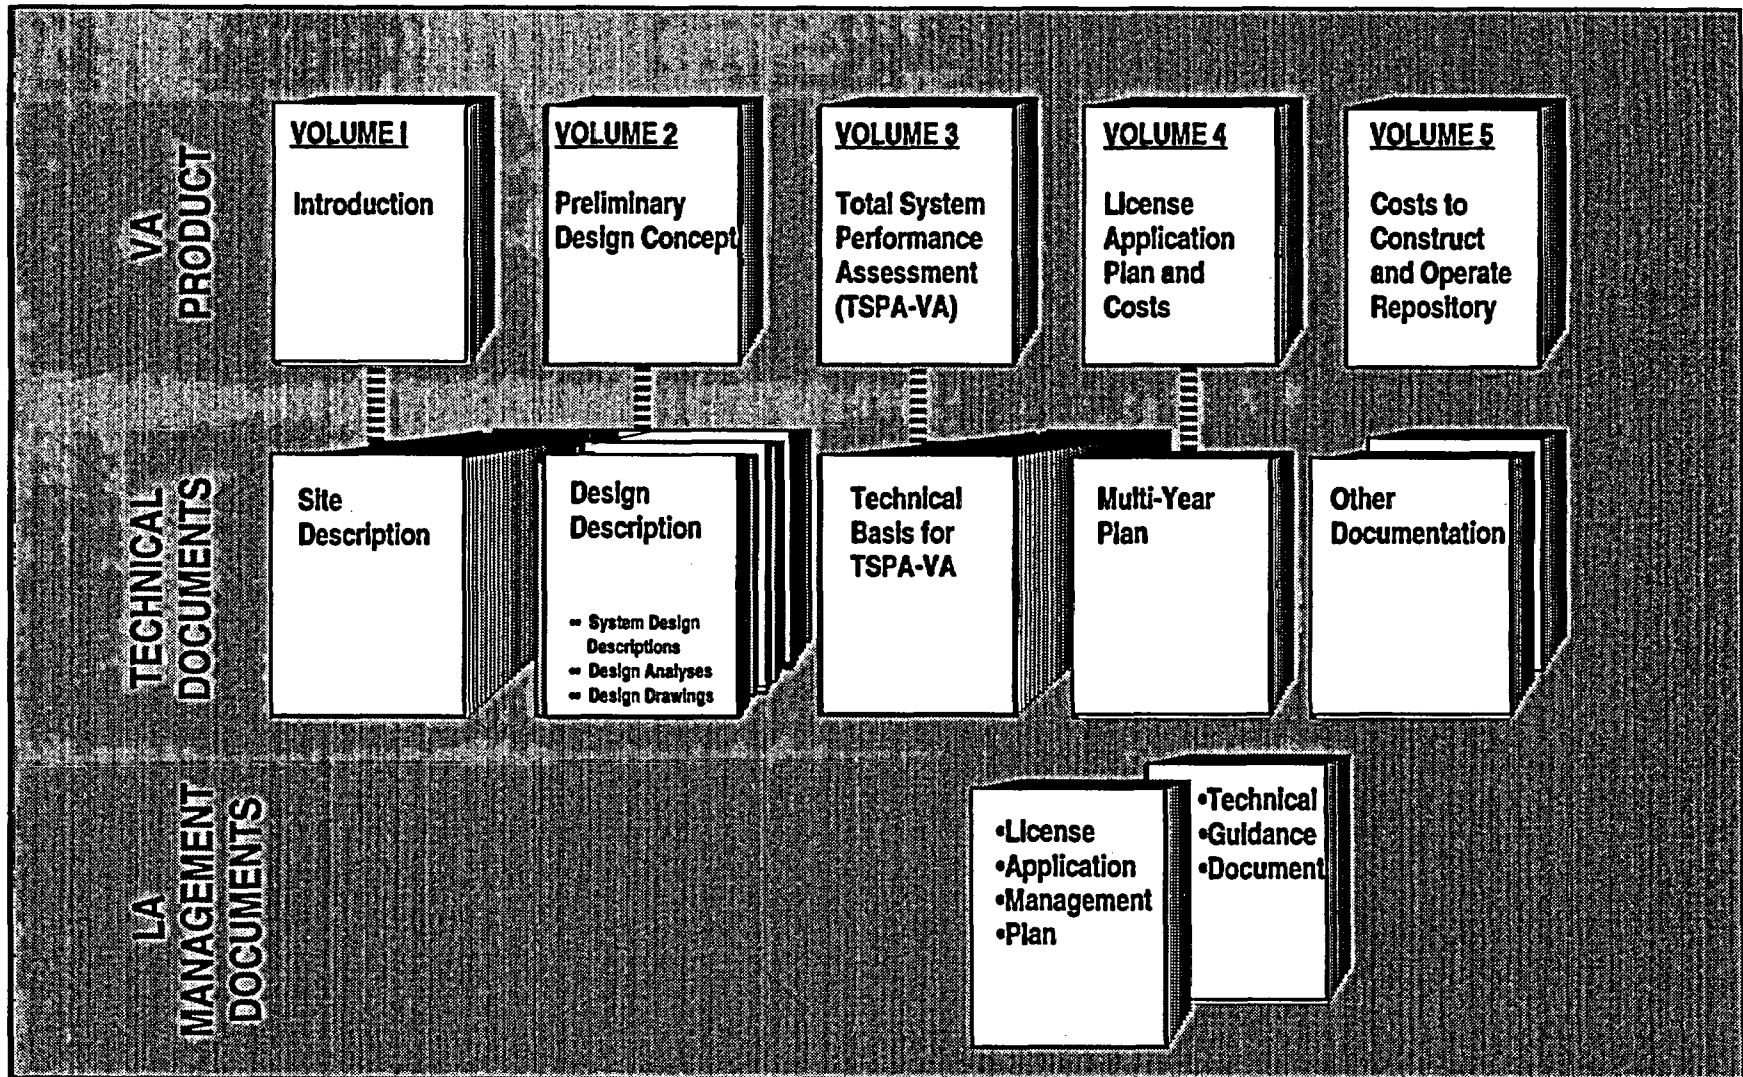 VA
PRODUCT
VOLUME I
Introduction
VOLUME 2
Preliminary
Design Concept
VOLUME 3
Total System
Performance
Assessment
(TSPA-VA)
VOLUME 4
License
Application
Plan and
Costs
VOLUME 5
Costs to
Construct
and Operate
Repository
TECHNICAL
DOCUMENTS
Site
Description
Design
Description
- System Design
Descriptions
- Design Analyses
- Design Drawings
Technical
Basis for
TSPA-VA
Multi-Year
Plan
Other
Documentation
LA
MANAGEMENT
DOCUMENTS
•License
•Application
•Management
•Plan
•Technical
•Guidance
•Document